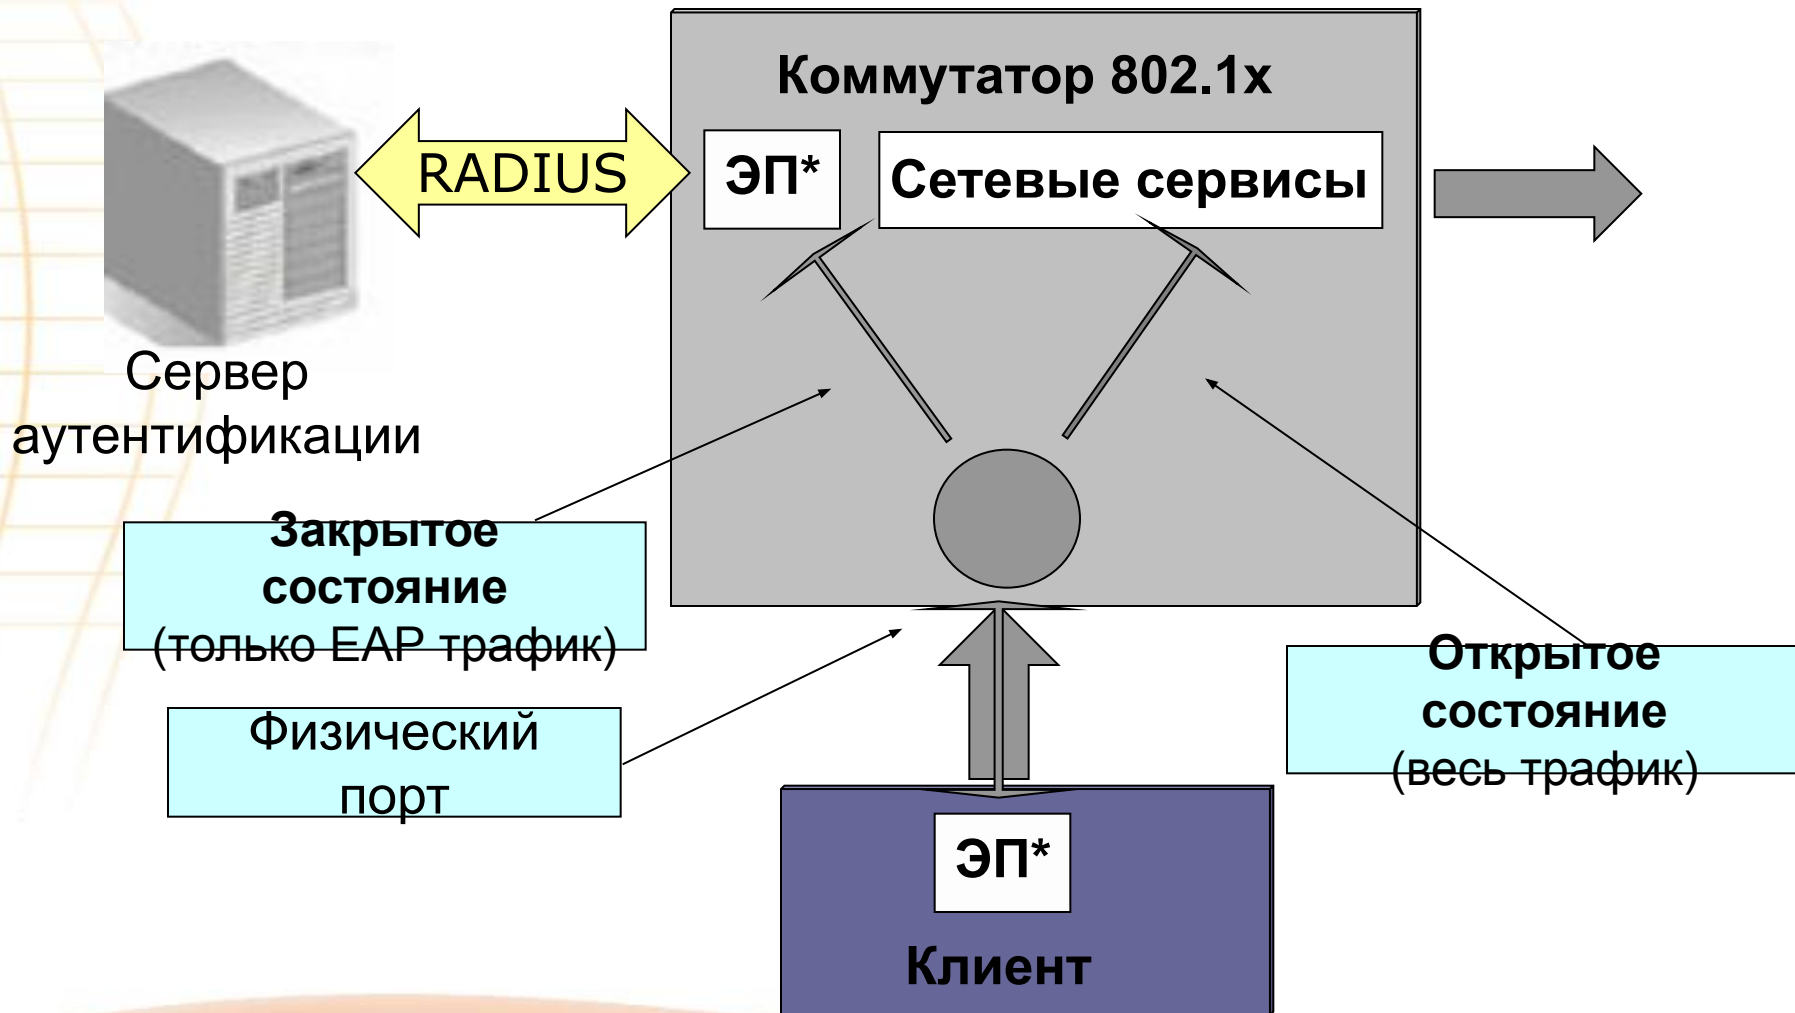 Коммутатор 802.1x
RADIUS
ЭП*
Сетевые сервисы
Сервер
аутентификации
Закрытое
состояние
(только EAP трафик)
Физический
порт
Открытое
состояние
(весь трафик)
ЭП*
Клиент